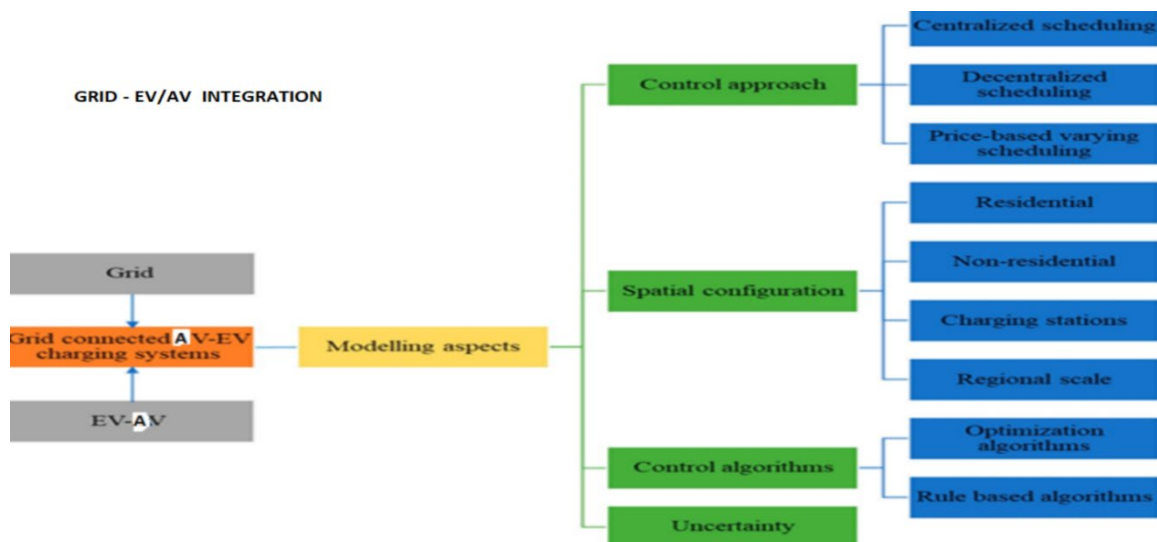 GRID - EV/AV INTEGRATION
Grid
Grid connected AV-EV
charging systems
EV-AV
Modelling aspects
Control approach
Centralized scheduling
Decentralized
scheduling
Price-based varying
scheduling
Spatial configuration
Residential
Non-residential
Charging stations
Regional scale
Control algorithms
Optimization
algorithms
Rule based algorithms
Uncertainty